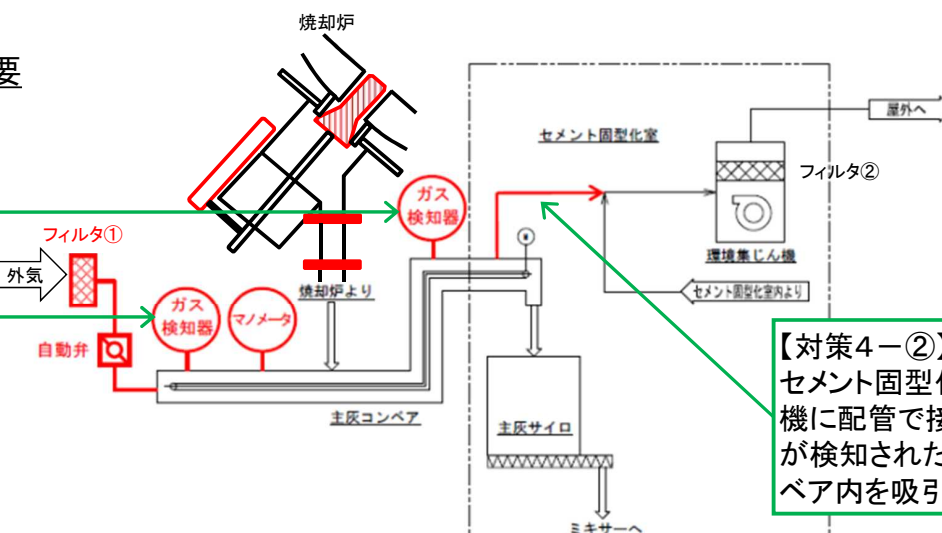 焼却炉
要
屋外へ
セメント固型化室
フィルタ②
ガス
検知器
フィルタ①
外気
環境集じん機
焼却炉より
セメント固型化室内より
ガス
検知器
マノメータ
自動弁
【対策4-②】
セメント固型化
機に配管で接
が検知された
ベア内を吸引
主灰コンベア
主灰サイロ
ミキサーへ